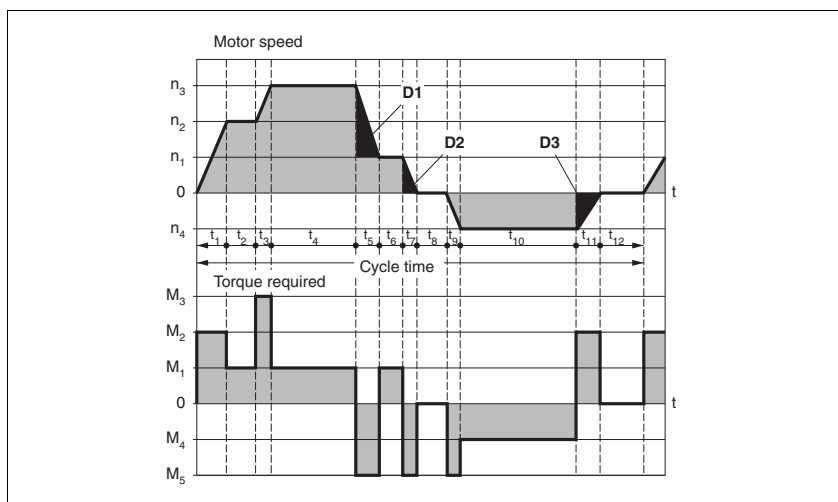 Motor speed
n3
D1
n2
D2
D3
n1
0
t
n4
t1 t2 t3 t4 t5 t6 t7 t8 t9 t10 t11 t12
Cycle time
Torque required
M3
M2
M1
0
t
M4
M5